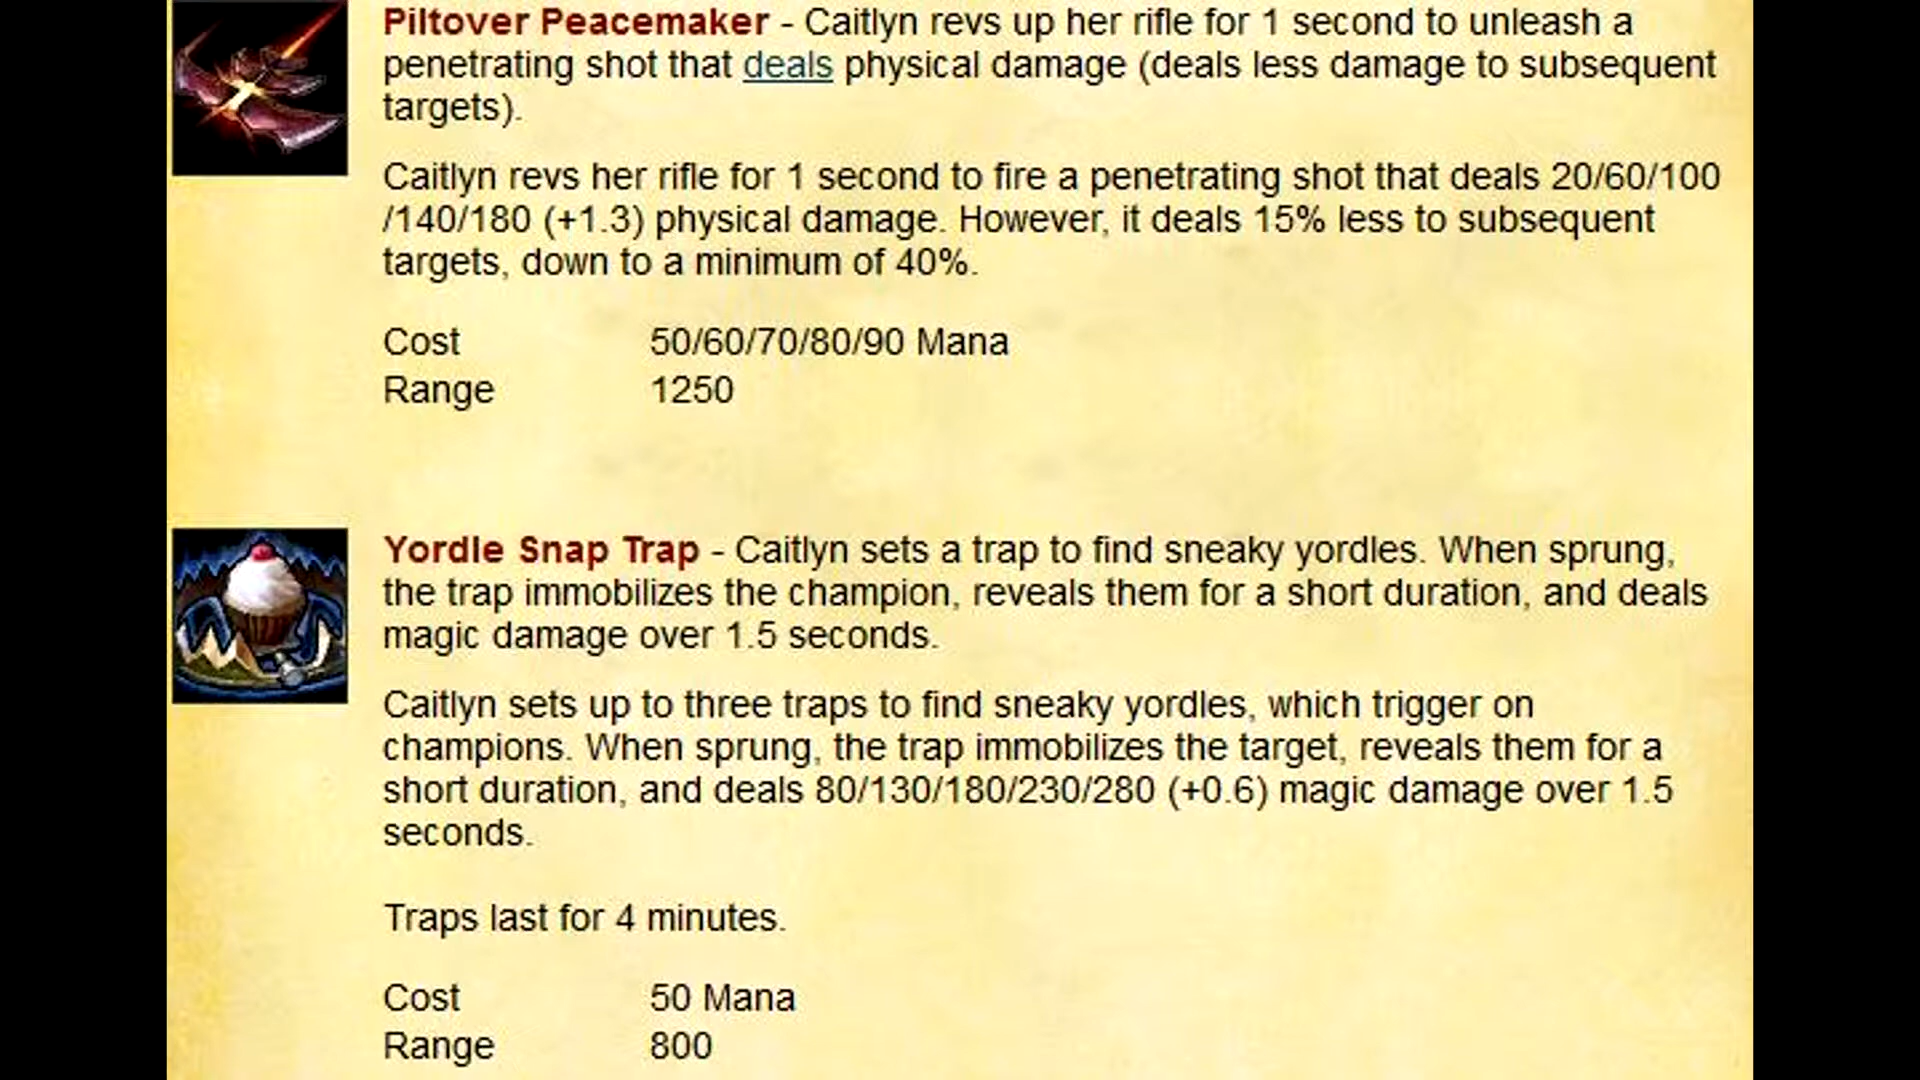 Piltover Peacemaker - Caitlyn revs up her rifle for 1 second to unleash a
penetrating shot that deals physical damage (deals less damage to subsequent
targets).
Caitlyn revs her rifle for 1 second to fire a penetrating shot that deals 20/60/100
/140/180 (+1.3) physical damage. However, it deals 15% less to subsequent
targets, down to a minimum of 40%.
Cost 50/60/70/80/90 Mana
Range 1250
Yordle Snap Trap - Caitlyn sets a trap to find sneaky yordles. When sprung,
the trap immobilizes the champion, reveals them for a short duration, and deals
magic damage over 1.5 seconds.
Caitlyn sets up to three traps to find sneaky yordles, which trigger on
champions. When sprung, the trap immobilizes the target, reveals them for a
short duration, and deals 80/130/180/230/280 (+0.6) magic damage over 1.5
seconds.
Traps last for 4 minutes.
Cost 50 Mana
Range 800